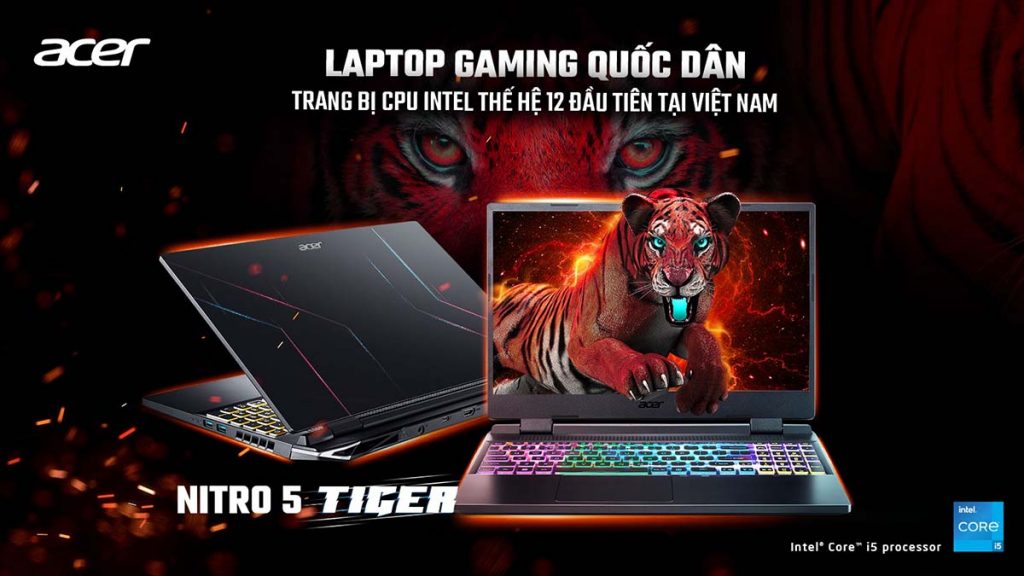 acer
LAPTOP GAMING QUỐC DÂN
TRANG BỊ CPU INTEL THẾ HỆ 12 ĐẦU TIÊN TẠI VIỆT NAM
acer
acer
NITRO 5 TIGER
Intel® Core™ i5 processor
intel.
CORE
i5